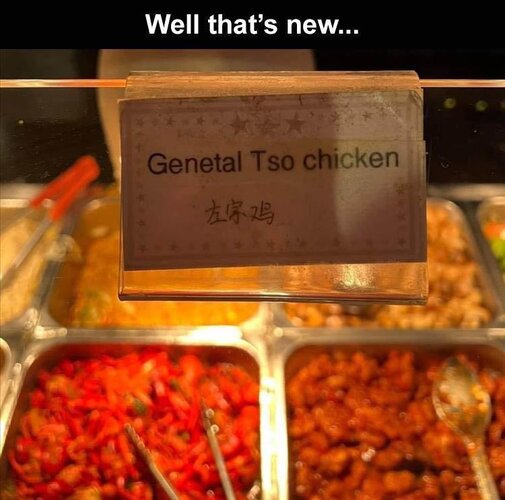 Well that's new...
Genetal Tso chicken
左宗鸡